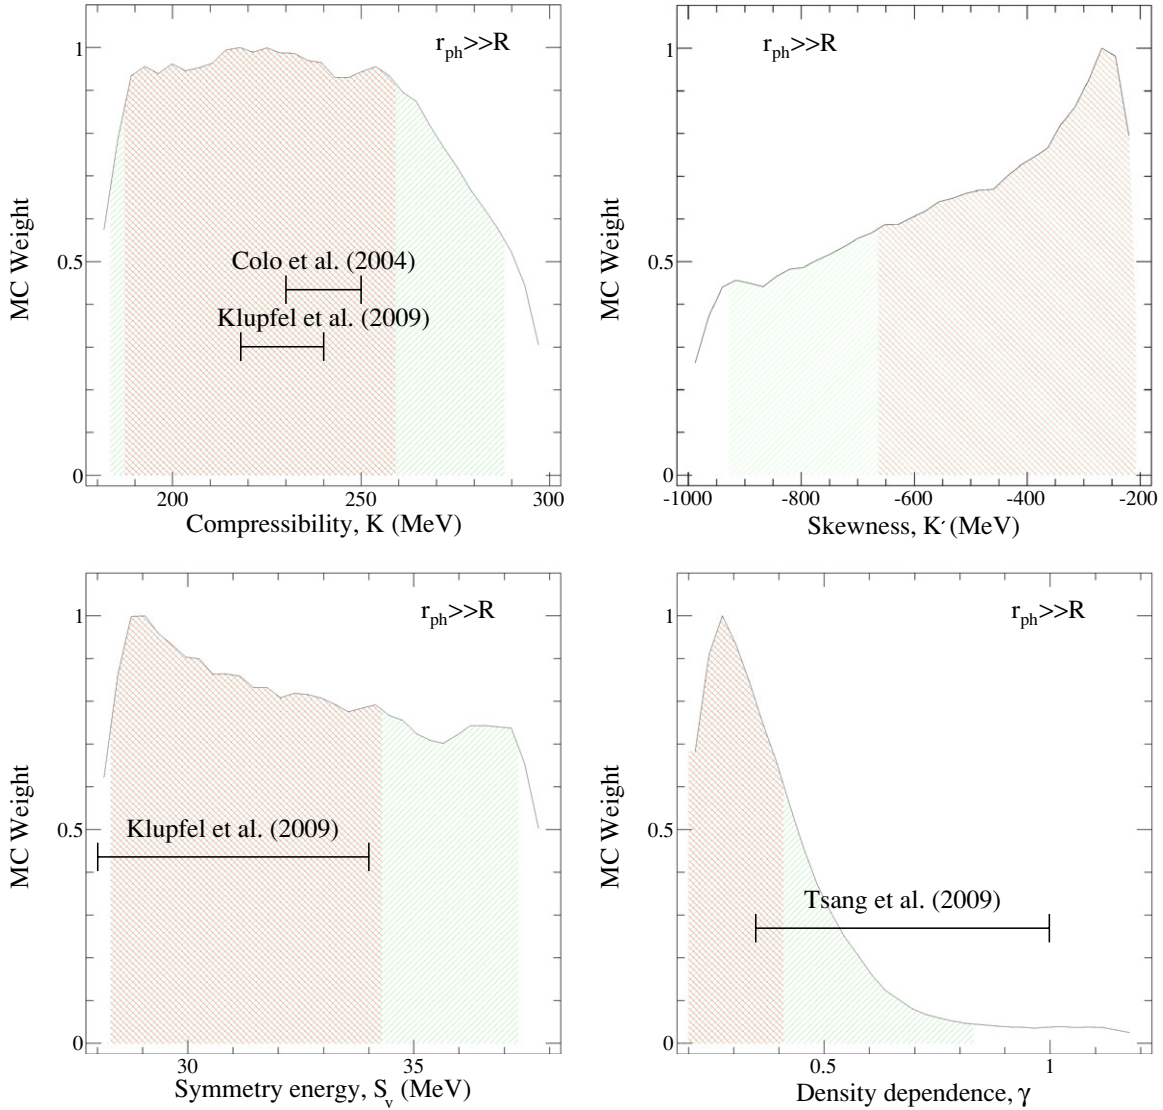 r_ph>>R
1
0.5
0
MC Weight
Colo et al. (2004)
Klupfel et al. (2009)
200 250 300
Compressibility, K (MeV)
r_ph>>R
1
0.5
0
MC Weight
-1000 -800 -600 -400 -200
Skewness, K´(MeV)
r_ph>>R
1
0.5
0
MC Weight
Klupfel et al. (2009)
30 35
Symmetry energy, S_v (MeV)
r_ph>>R
1
0.5
0
MC Weight
Tsang et al. (2009)
0.5 1
Density dependence, γ